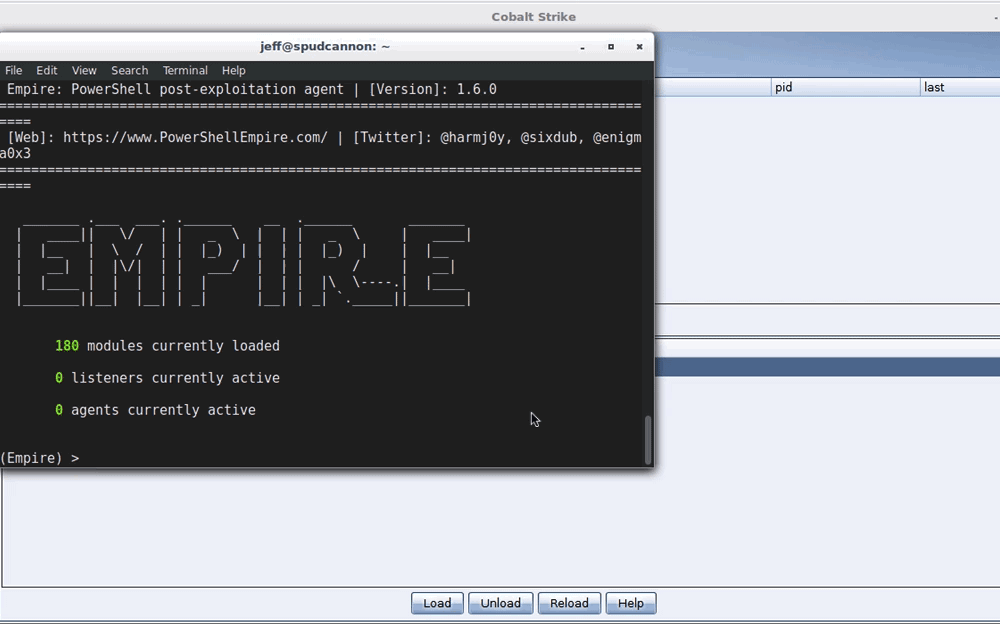 Cobalt Strike
jeff@spudcannon: ~
File Edit View Search Terminal Help
pid last
Empire: PowerShell post-exploitation agent | [Version]: 1.6.0
================================================================================
====
[Web]: https://www.PowerShellEmpire.com/ | [Twitter]: @harmj0y, @sixdub, @enigm
a0x3
================================================================================
====
EMPIRE
180 modules currently loaded
0 listeners currently active
0 agents currently active
(Empire) >
Load Unload Reload Help